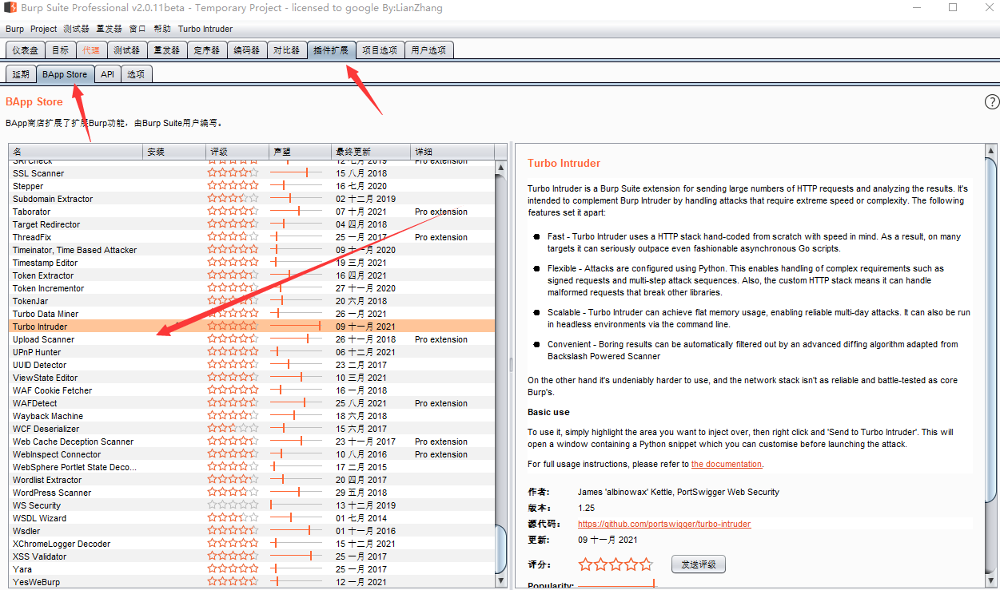 Burp Suite Professional v2.0.11beta - Temporary Project - licensed to google By:LianZhang
Burp Project 测试器 重发器 窗口 帮助 Turbo Intruder
仪表盘 目标 代理 测试器 重发器 定序器 编码器 对比器 插件扩展 项目选项 用户选项
延期 BApp Store API 选项
BApp Store
BApp商店扩展了扩展Burp功能，由Burp Suite用户编写。
名 安装 评级 声望 最终更新 详细
SRI Check 12 七月 2019 Pro extension
SSL Scanner 15 八月 2018
Stepper 16 七月 2020
Subdomain Extractor 02 十二月 2019
Taborator 07 十月 2021 Pro extension
Target Redirector 04 四月 2018
ThreadFix 25 一月 2017 Pro extension
Timeinator, Time Based Attacker 09 十一月 2020
Timestamp Editor 19 三月 2021
Token Extractor 16 四月 2021
Token Incrementor 27 十一月 2020
TokenJar 20 六月 2018
Turbo Data Miner 26 一月 2021
Turbo Intruder 09 十一月 2021
Upload Scanner 26 十一月 2018 Pro extension
UPnP Hunter 06 十二月 2021
UUID Detector 23 二月 2017
ViewState Editor 10 三月 2021
WAF Cookie Fetcher 16 一月 2018
WAFDetect 25 八月 2021 Pro extension
Wayback Machine 18 六月 2018
WCF Deserializer 15 六月 2017
Web Cache Deception Scanner 23 十一月 2017 Pro extension
WebInspect Connector 10 八月 2016 Pro extension
WebSphere Portlet State Deco... 17 二月 2015
Wordlist Extractor 20 四月 2017
WordPress Scanner 29 五月 2018
WS Security 13 十二月 2019
WSDL Wizard 01 七月 2014
Wsdler 01 十一月 2016
XChromeLogger Decoder 15 十二月 2021
XSS Validator 25 一月 2017
Yara 25 一月 2017
YesWeBurp 12 一月 2021
Turbo Intruder
Turbo Intruder is a Burp Suite extension for sending large numbers of HTTP requests and analyzing the results. It's
intended to complement Burp Intruder by handling attacks that require extreme speed or complexity. The following
features set it apart:
● Fast - Turbo Intruder uses a HTTP stack hand-coded from scratch with speed in mind. As a result, on many
targets it can seriously outpace even fashionable asynchronous Go scripts.
● Flexible - Attacks are configured using Python. This enables handling of complex requirements such as
signed requests and multi-step attack sequences. Also, the custom HTTP stack means it can handle
malformed requests that break other libraries.
● Scalable - Turbo Intruder can achieve flat memory usage, enabling reliable multi-day attacks. It can also be run
in headless environments via the command line.
● Convenient - Boring results can be automatically filtered out by an advanced diffing algorithm adapted from
Backslash Powered Scanner
On the other hand it's undeniably harder to use, and the network stack isn't as reliable and battle-tested as core
Burp's.
Basic use
To use it, simply highlight the area you want to inject over, then right click and 'Send to Turbo Intruder'. This will
open a window containing a Python snippet which you can customise before launching the attack.
For full usage instructions, please refer to the documentation.
作者: James 'albinowax' Kettle, PortSwigger Web Security
版本: 1.25
源代码: https://github.com/portswigger/turbo-intruder
更新: 09 十一月 2021
评分: 发送评级
Popularity: